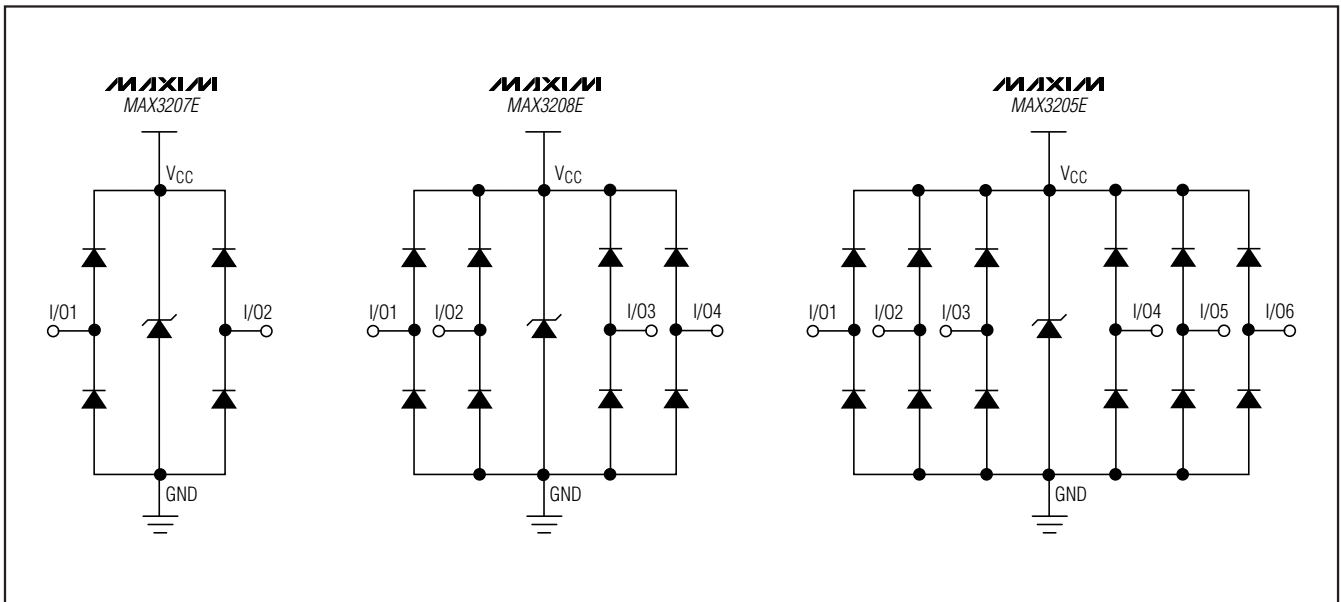 MAXIM
MAX3207E
VCC
I/O1
I/O2
GND
MAXIM
MAX3208E
VCC
I/O1
I/O2
I/O3
I/O4
GND
MAXIM
MAX3205E
VCC
I/O1
I/O2
I/O3
I/O4
I/O5
I/O6
GND